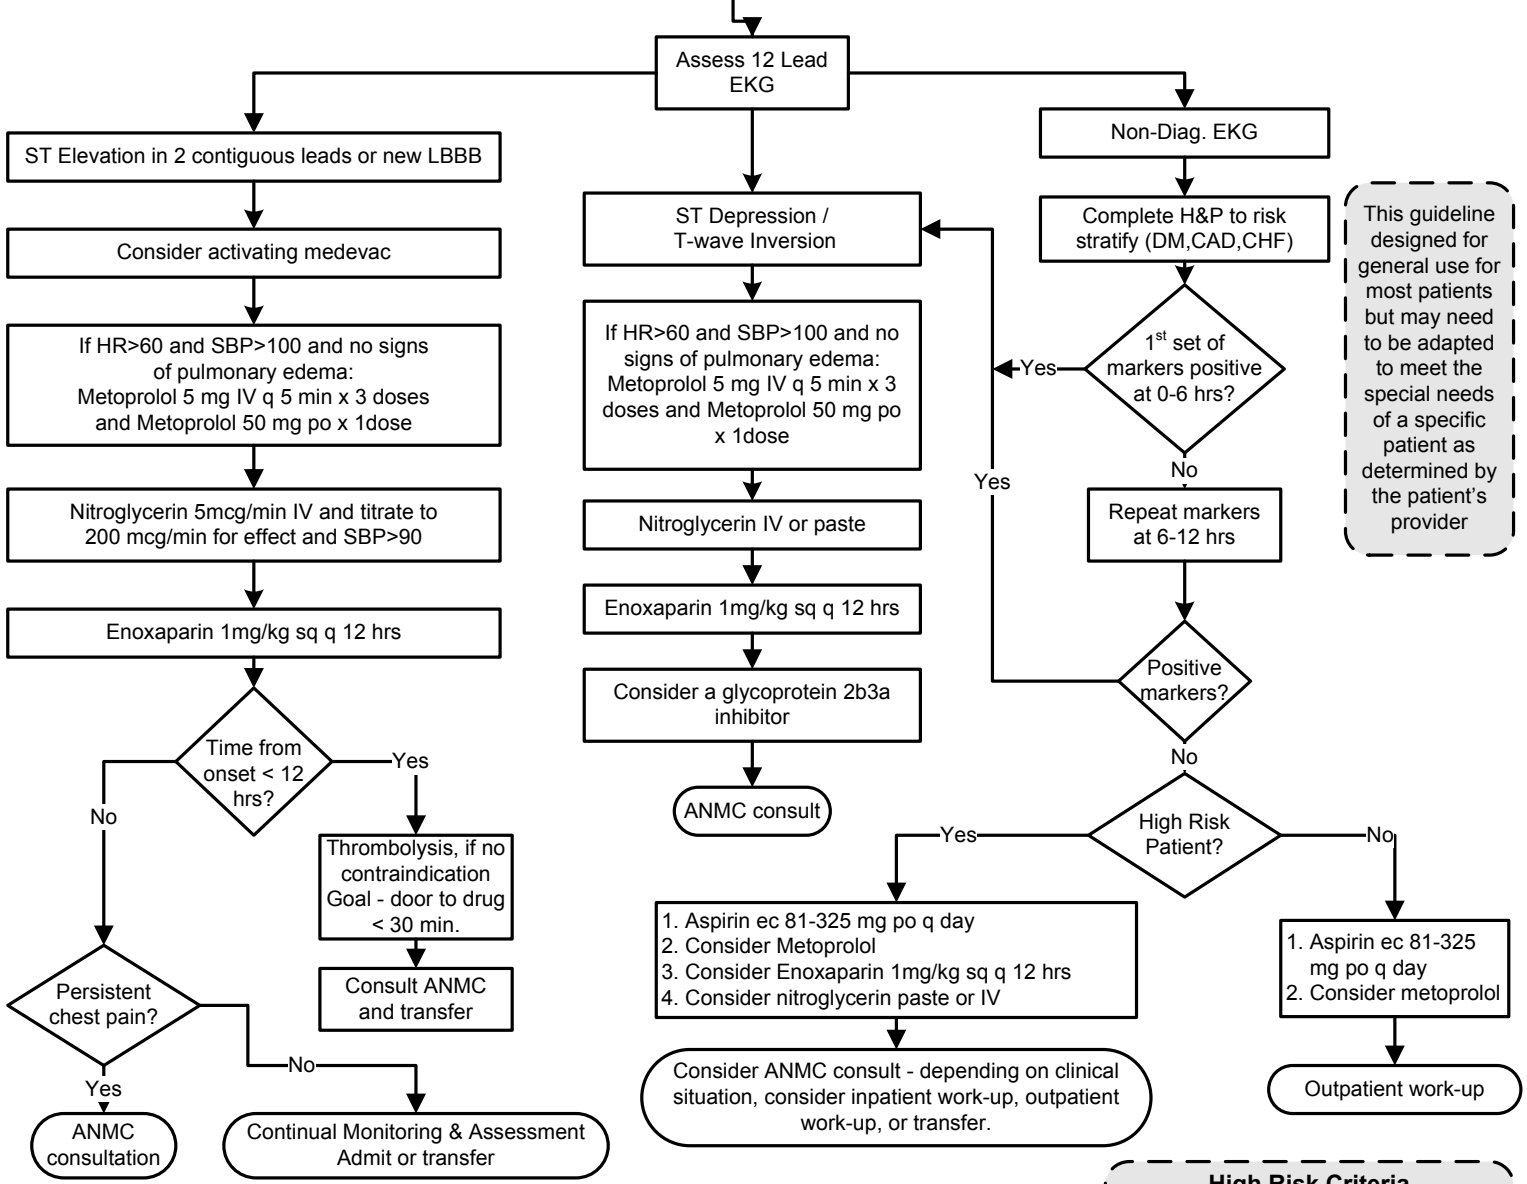 Assess 12 Lead
EKG
ST Elevation in 2 contiguous leads or new LBBB
Consider activating medevac
If HR>60 and SBP>100 and no signs
of pulmonary edema:
Metoprolol 5 mg IV q 5 min x 3 doses
and Metoprolol 50 mg po x 1dose
Nitroglycerin 5mcg/min IV and titrate to
200 mcg/min for effect and SBP>90
Enoxaparin 1mg/kg sq q 12 hrs
Time from
onset < 12
hrs?
Yes
No
Thrombolysis, if no
contraindication
Goal - door to drug
< 30 min.
Consult ANMC
and transfer
Persistent
chest pain?
No
Yes
ANMC
consultation
Continual Monitoring & Assessment
Admit or transfer
ST Depression /
T-wave Inversion
If HR>60 and SBP>100 and no
signs of pulmonary edema:
Metoprolol 5 mg IV q 5 min x 3
doses and Metoprolol 50 mg po
x 1dose
Nitroglycerin IV or paste
Enoxaparin 1mg/kg sq q 12 hrs
Consider a glycoprotein 2b3a
inhibitor
ANMC consult
Non-Diag. EKG
Complete H&P to risk
stratify (DM,CAD,CHF)
1st set of
markers positive
at 0-6 hrs?
Yes
No
Repeat markers
at 6-12 hrs
Yes
Positive
markers?
No
High Risk
Patient?
Yes
No
1. Aspirin ec 81-325 mg po q day
2. Consider Metoprolol
3. Consider Enoxaparin 1mg/kg sq q 12 hrs
4. Consider nitroglycerin paste or IV
Consider ANMC consult - depending on clinical
situation, consider inpatient work-up, outpatient
work-up, or transfer.
1. Aspirin ec 81-325
mg po q day
2. Consider metoprolol
Outpatient work-up
This guideline
designed for
general use for
most patients
but may need
to be adapted
to meet the
special needs
of a specific
patient as
determined by
the patient's
provider
High Risk Criteria